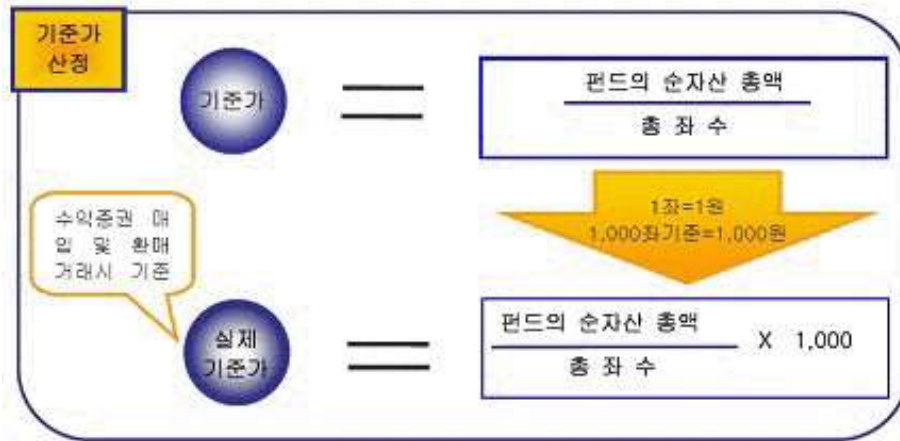 기준가
산정
기준가
펀드의 순자산 총액
총 좌 수
1좌=1원
1,000좌기준=1,000원
수익증권 매
입 및 환매
거래시 기준
실제
기준가
펀드의 순자산 총액
총 좌 수
X 1,000